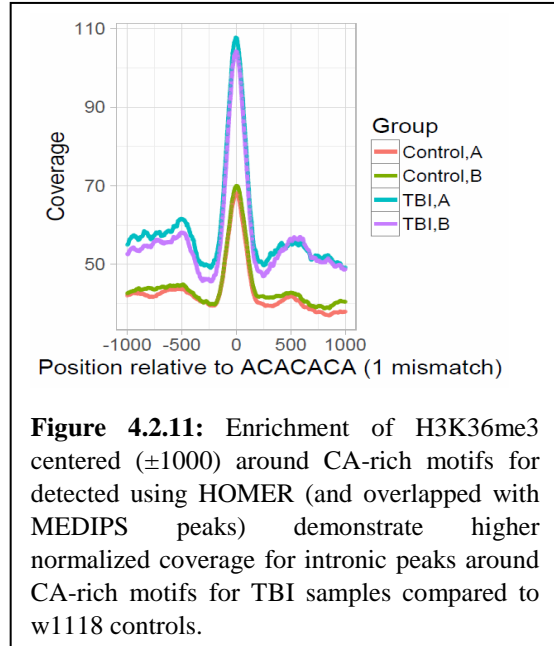 110
90
70
50
Coverage
-1000 -500 0 500 1000
Position relative to ACACACA (1 mismatch)
Group
Control,A
Control,B
TBI,A
TBI,B
Figure 4.2.11: Enrichment of H3K36me3
centered (±1000) around CA-rich motifs for
detected using HOMER (and overlapped with
MEDIPS peaks) demonstrate higher
normalized coverage for intronic peaks around
CA-rich motifs for TBI samples compared to
w1118 controls.